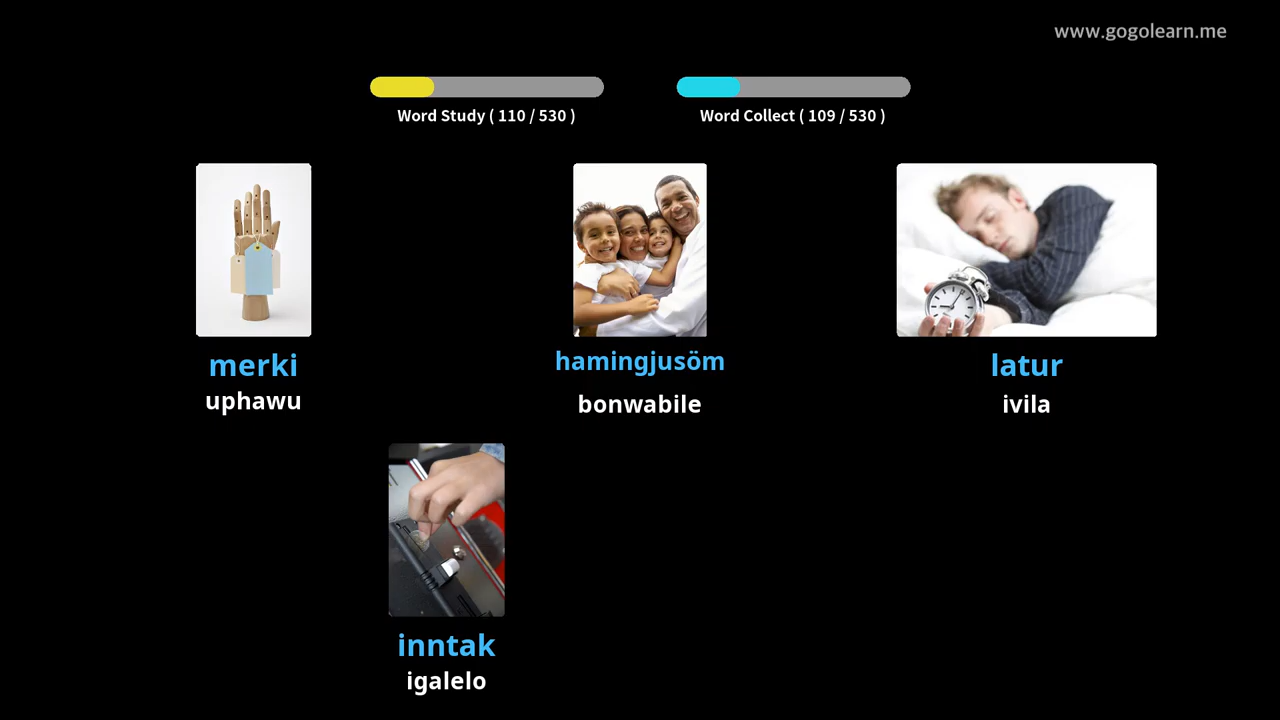 www.gogolearn.me
Word Study ( 110 / 530 )
Word Collect ( 109 / 530 )
merki
uphawu
hamingjusöm
bonwabile
latur
ivila
inntak
igalelo